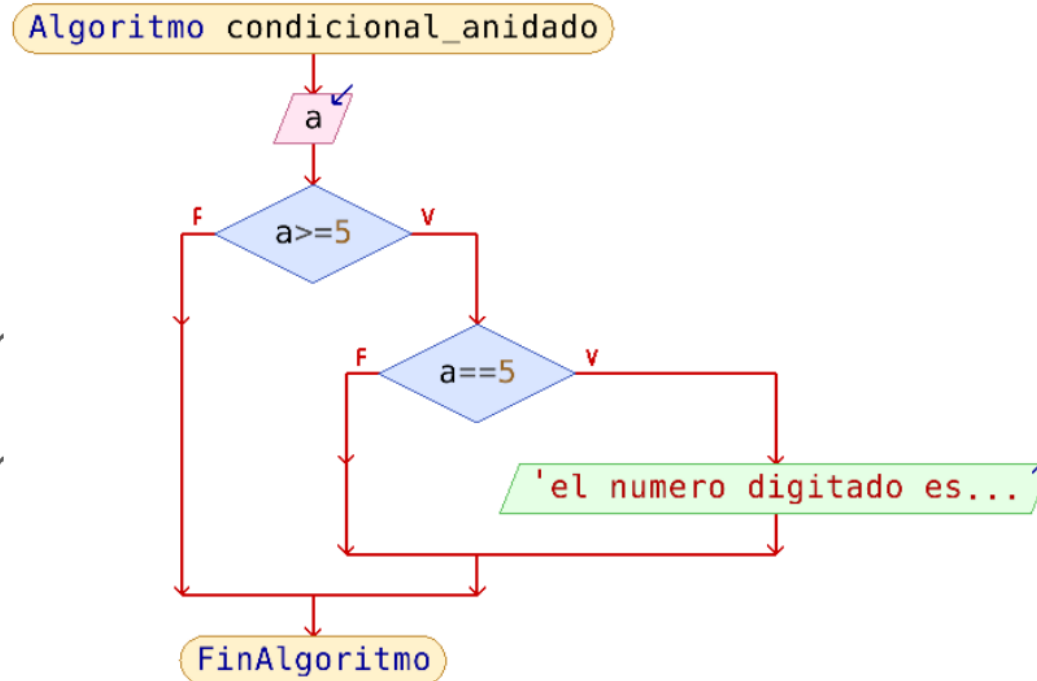 Algoritmo condicional_anidado
a
F
V
a>=5
F
V
a==5
'el numero digitado es...
FinAlgoritmo